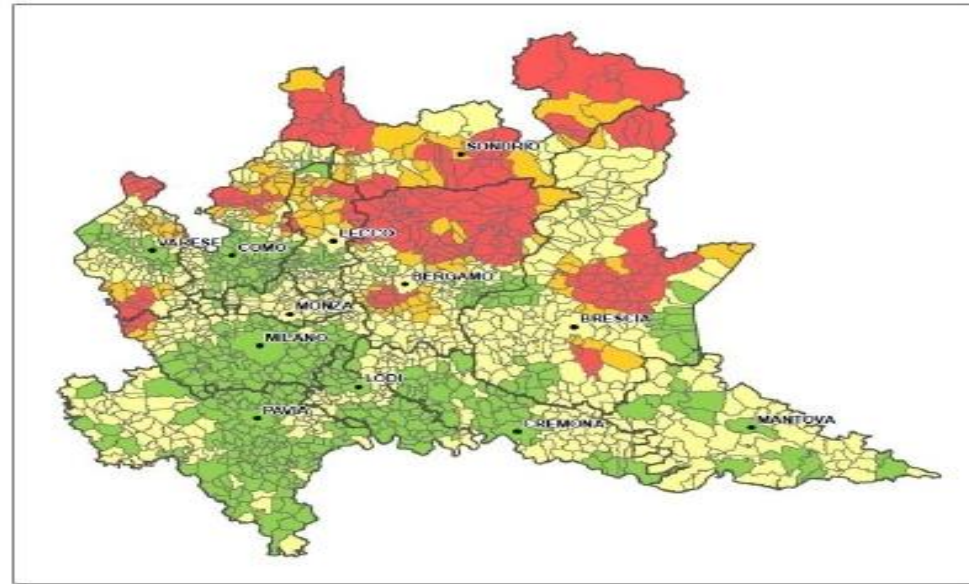 SONDRIO
LECCO
VARESE
COMO
BERGAMO
MONZA
BRESCIA
MILANO
LODI
PAVIA
CREMONA
MANTOVA